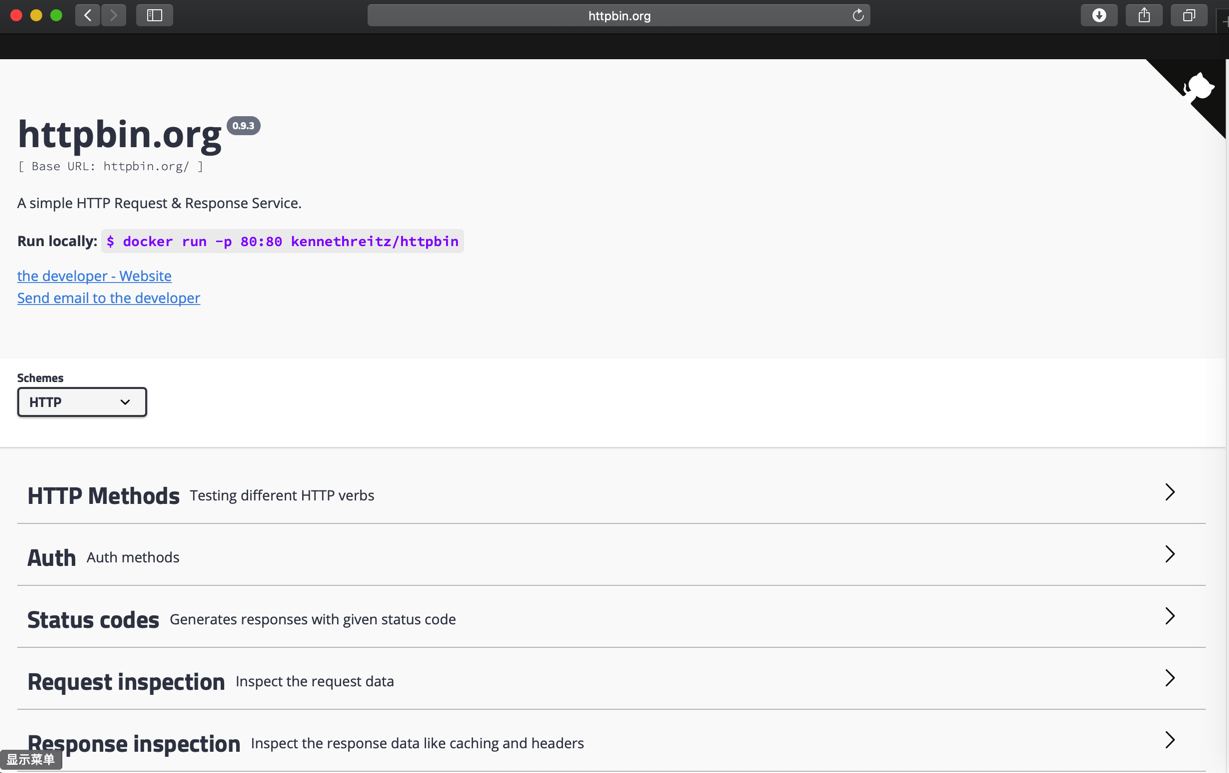 httpbin.org
httpbin.org 0.9.3
[ Base URL: httpbin.org/ ]
A simple HTTP Request & Response Service.
Run locally: $ docker run -p 80:80 kennethreitz/httpbin
the developer - Website
Send email to the developer
Schemes
HTTP
HTTP Methods Testing different HTTP verbs
Auth Auth methods
Status codes Generates responses with given status code
Request inspection Inspect the request data
Response inspection Inspect the response data like caching and headers
显示菜单